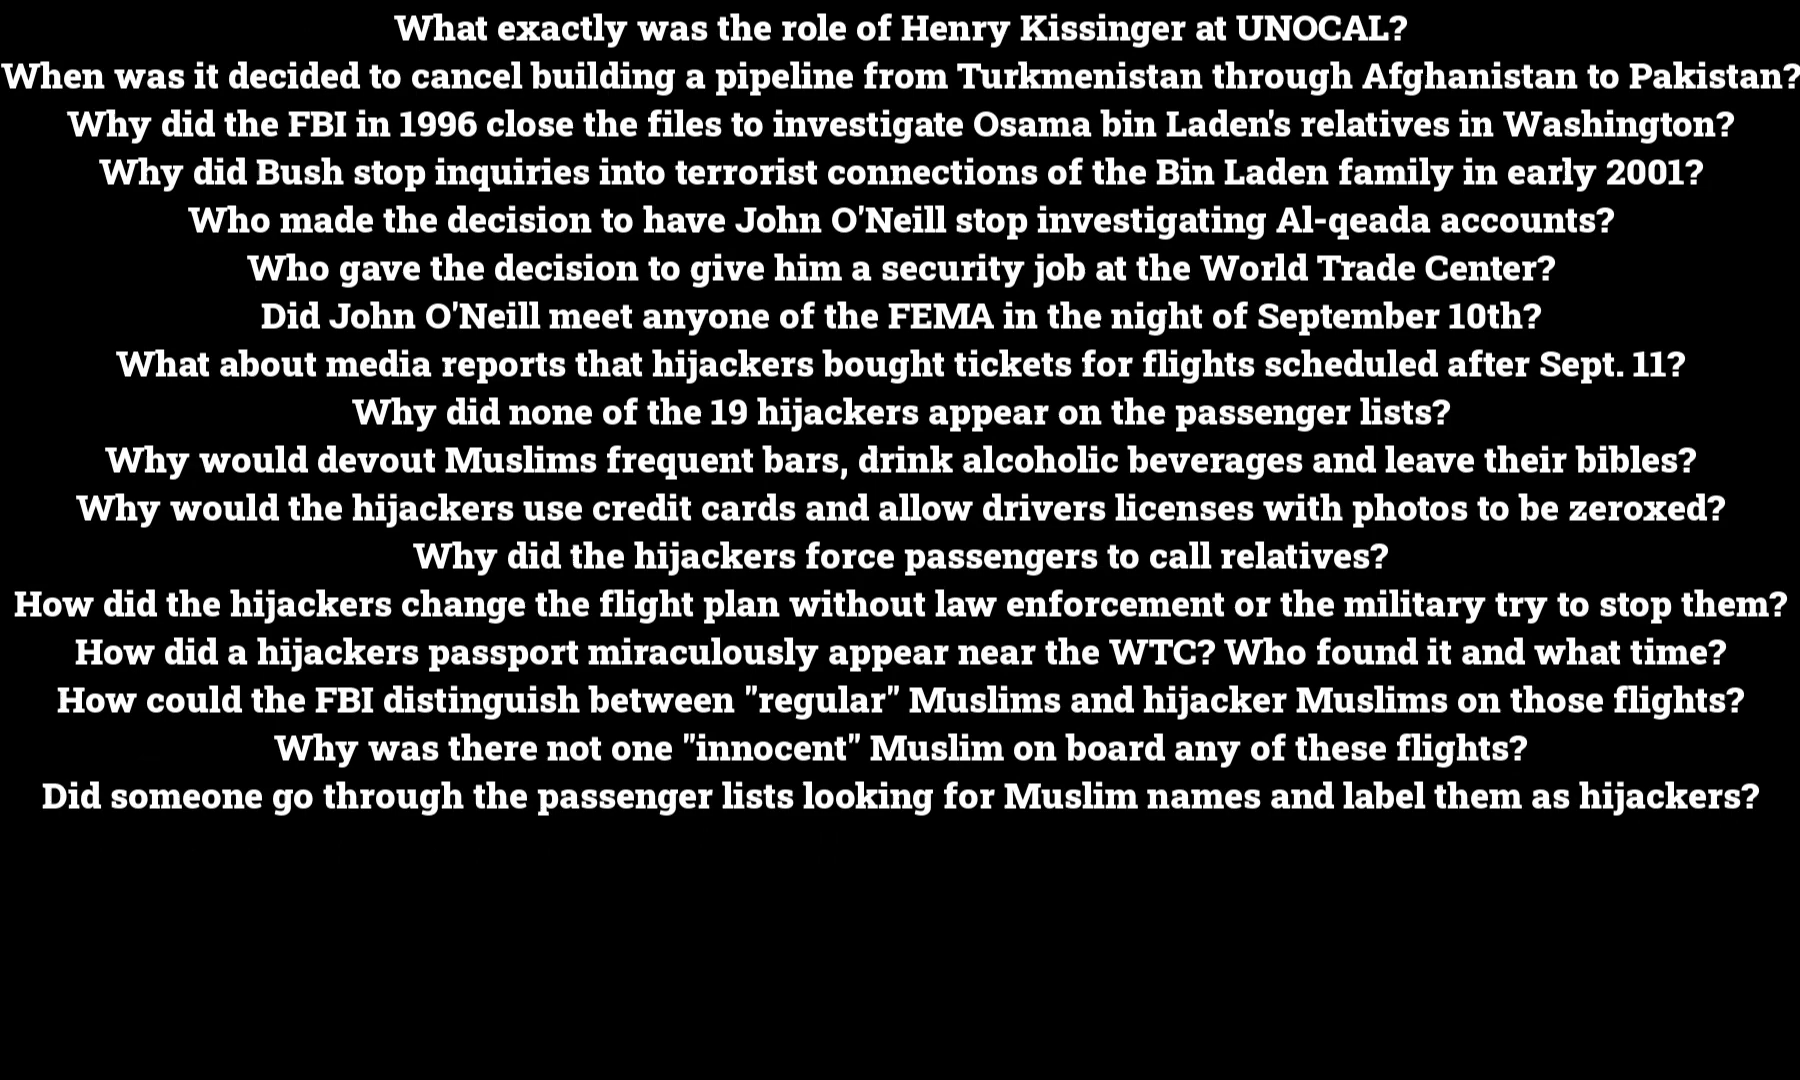 What exactly was the role of Henry Kissinger at UNOCAL?
When was it decided to cancel building a pipeline from Turkmenistan through Afghanistan to Pakistan?
Why did the FBI in 1996 close the files to investigate Osama bin Laden's relatives in Washington?
Why did Bush stop inquiries into terrorist connections of the Bin Laden family in early 2001?
Who made the decision to have John O'Neill stop investigating Al-qeada accounts?
Who gave the decision to give him a security job at the World Trade Center?
Did John O'Neill meet anyone of the FEMA in the night of September 10th?
What about media reports that hijackers bought tickets for flights scheduled after Sept. 11?
Why did none of the 19 hijackers appear on the passenger lists?
Why would devout Muslims frequent bars, drink alcoholic beverages and leave their bibles?
Why would the hijackers use credit cards and allow drivers licenses with photos to be zeroxed?
Why did the hijackers force passengers to call relatives?
How did the hijackers change the flight plan without law enforcement or the military try to stop them?
How did a hijackers passport miraculously appear near the WTC? Who found it and what time?
How could the FBI distinguish between "regular" Muslims and hijacker Muslims on those flights?
Why was there not one "innocent" Muslim on board any of these flights?
Did someone go through the passenger lists looking for Muslim names and label them as hijackers?